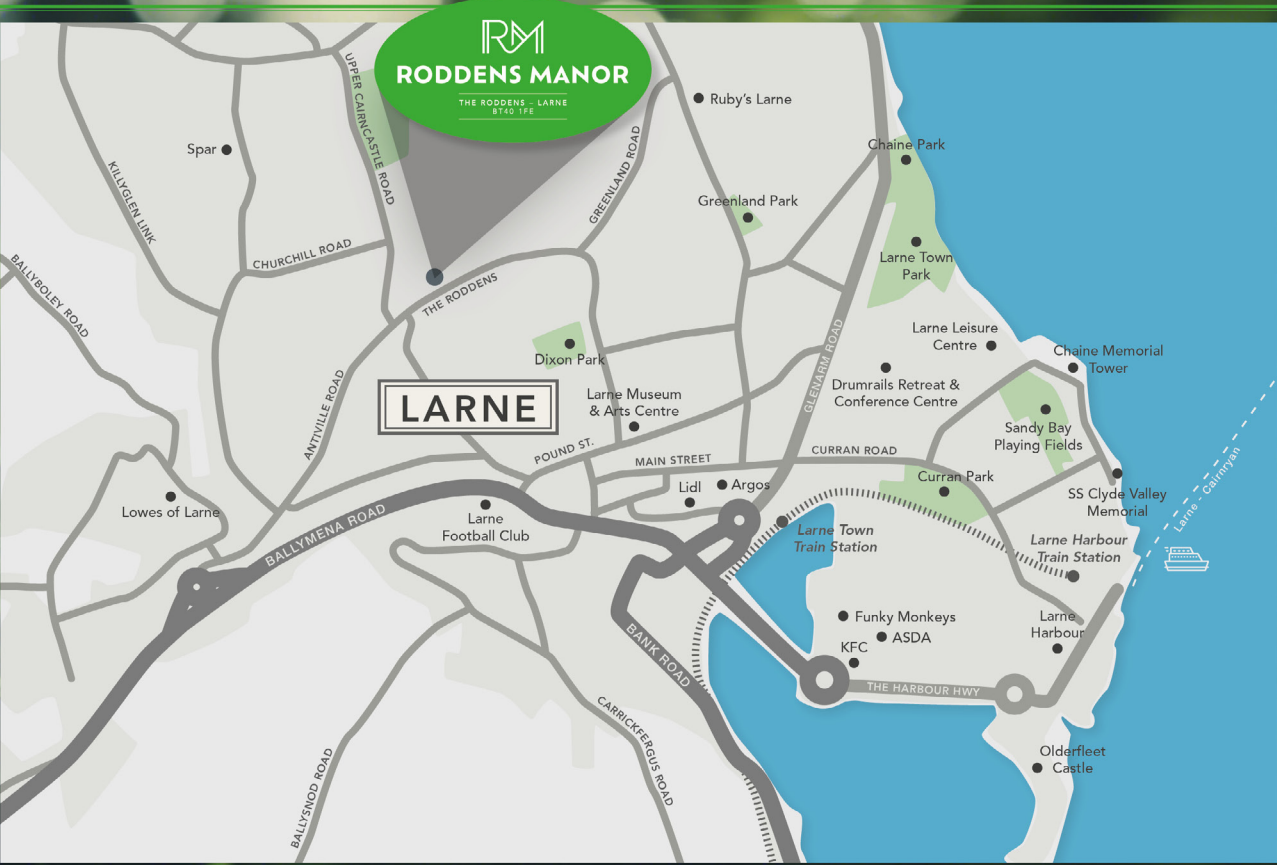 RM
RODDENS MANOR
THE RODDENS – LARNE
BT40 1FE
UPPER CAIRNCASTLE ROAD
Ruby's Larne
Spar
KILLYGLEN LINK
GREENLAND ROAD
Chaine Park
Greenland Park
CHURCHILL ROAD
BALLYBOLEY ROAD
THE RODDENS
Larne Town
Park
Larne Leisure
Centre
Chaine Memorial
Tower
Dixon Park
GLENARM ROAD
Drumrails Retreat &
Conference Centre
ANTIVILLE ROAD
LARNE
Larne Museum
& Arts Centre
Sandy Bay
Playing Fields
POUND ST.
MAIN STREET
CURRAN ROAD
Curran Park
Lidl
Argos
SS Clyde Valley
Memorial
Larne - Cairnryan
Lowes of Larne
BALLYMENA ROAD
Larne
Football Club
Larne Town
Train Station
Larne Harbour
Train Station
Funky Monkeys
ASDA
KFC
Larne
Harbour
BANK ROAD
THE HARBOUR HWY
CARRICKFERGUS ROAD
BALLYSNOD ROAD
Olderfleet
Castle